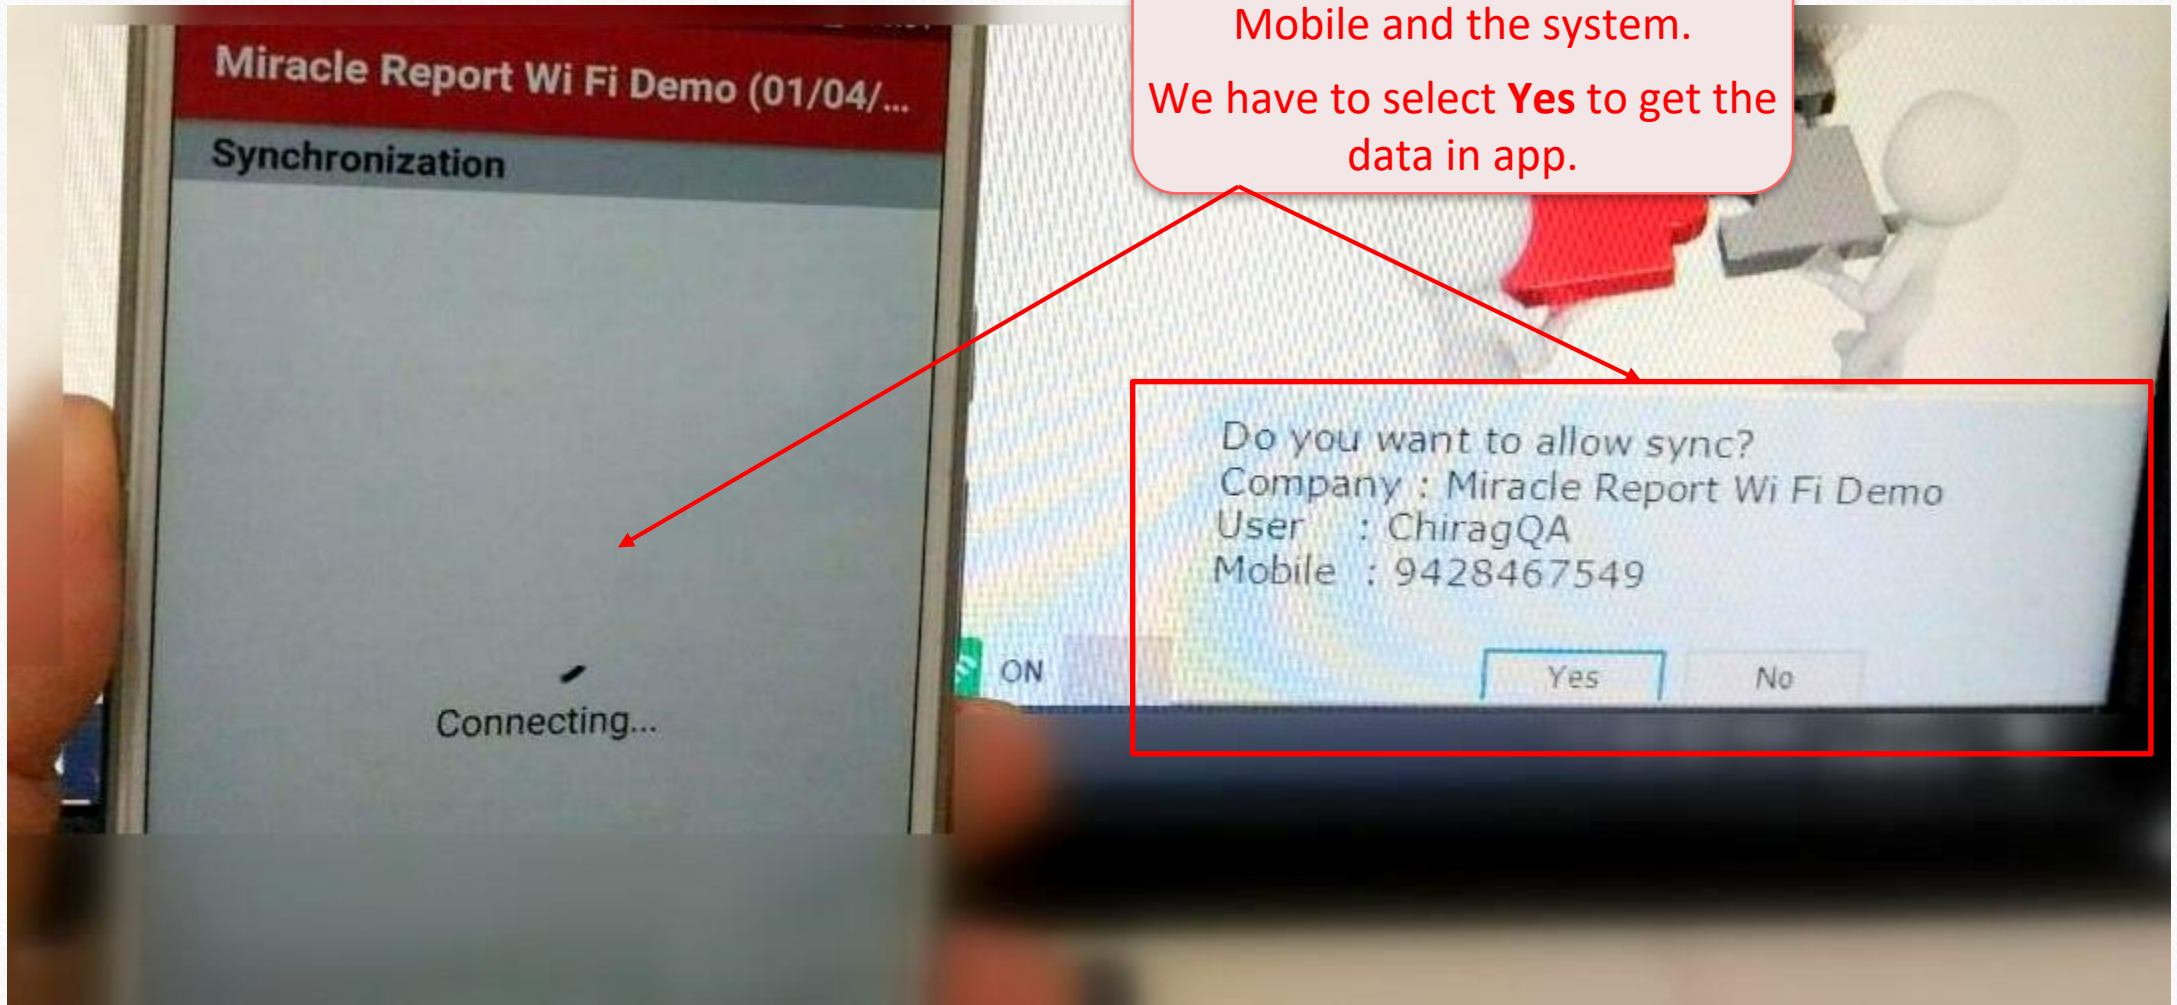 Mobile and the system.
We have to select Yes to get the
data in app.
Miracle Report Wi Fi Demo (01/04/...
Synchronization
Connecting...
Do you want to allow sync?
Company : Miracle Report Wi Fi Demo
User : ChiragQA
Mobile : 9428467549
ON
Yes No